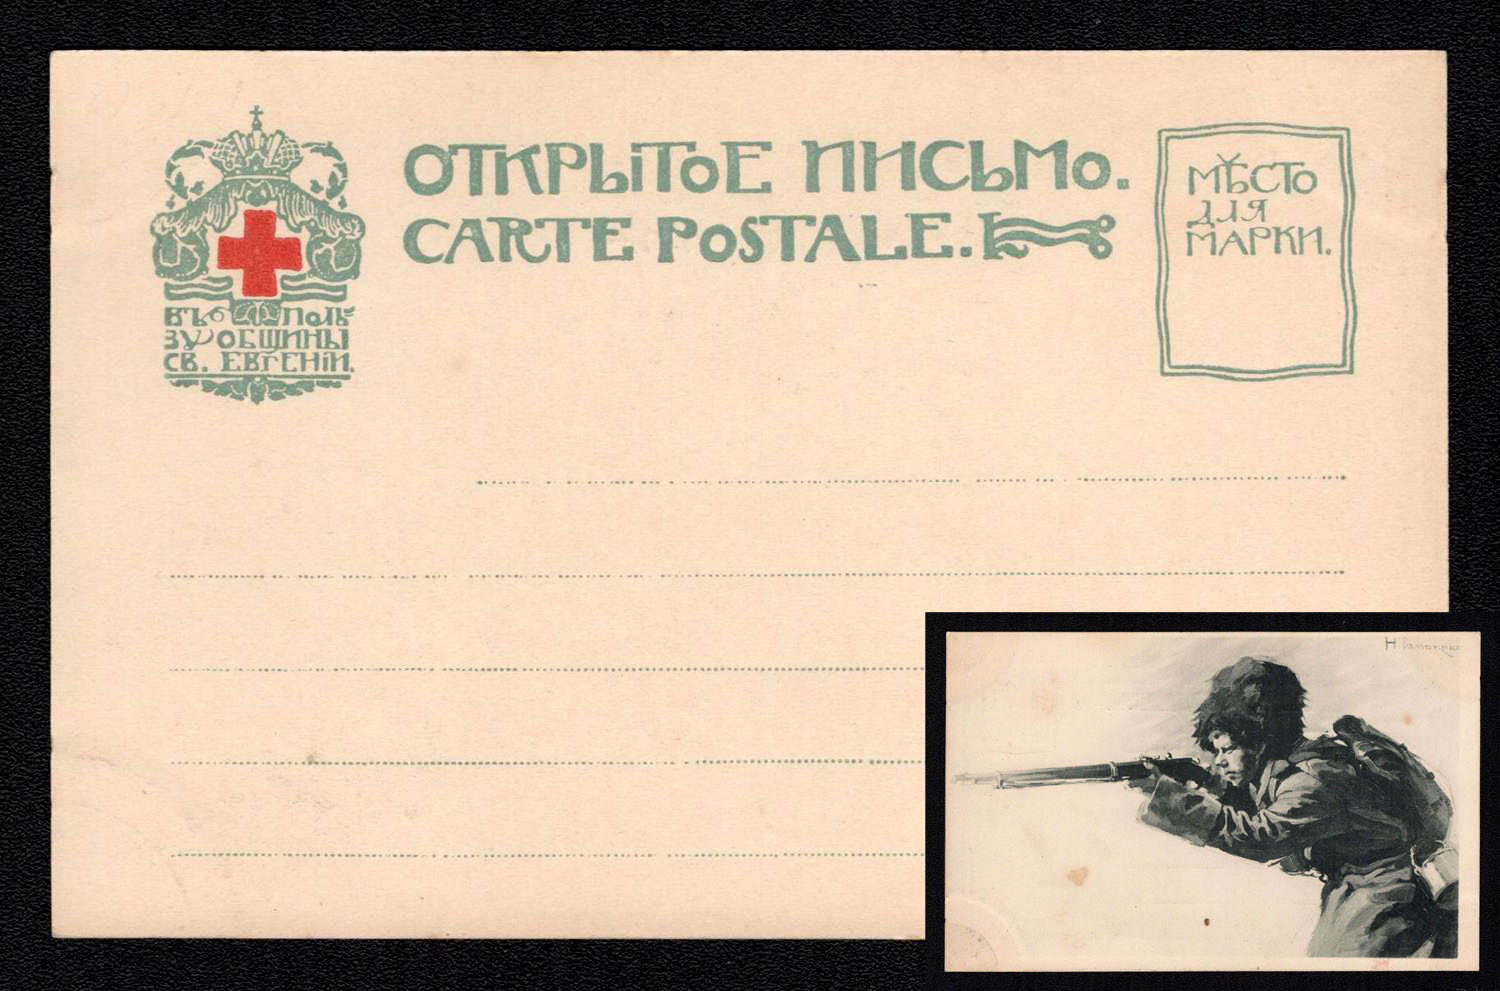 ОТКРЫТОЕ ПИСЬМО.
CARTE POSTALE.
МѢСТО
ДЛЯ
МАРКИ.
ВЪ ПОЛЬ
ЗУ ОБЩИНЫ
СВ. ЕВГЕНІИ.